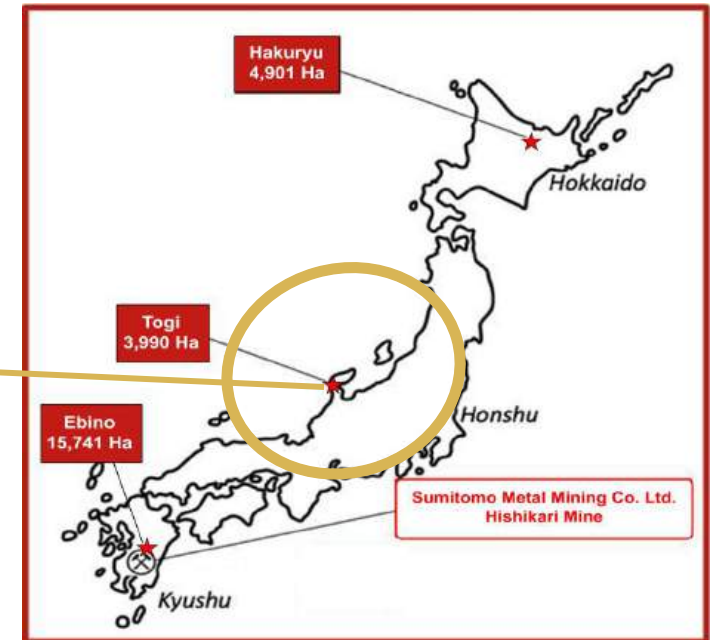 Hakuryu
4,901 Ha
Hokkaido
Togi
3,990 Ha
Ebino
15,741 Ha
Honshu
Sumitomo Metal Mining Co. Ltd.
Hishikari Mine
Kyushu